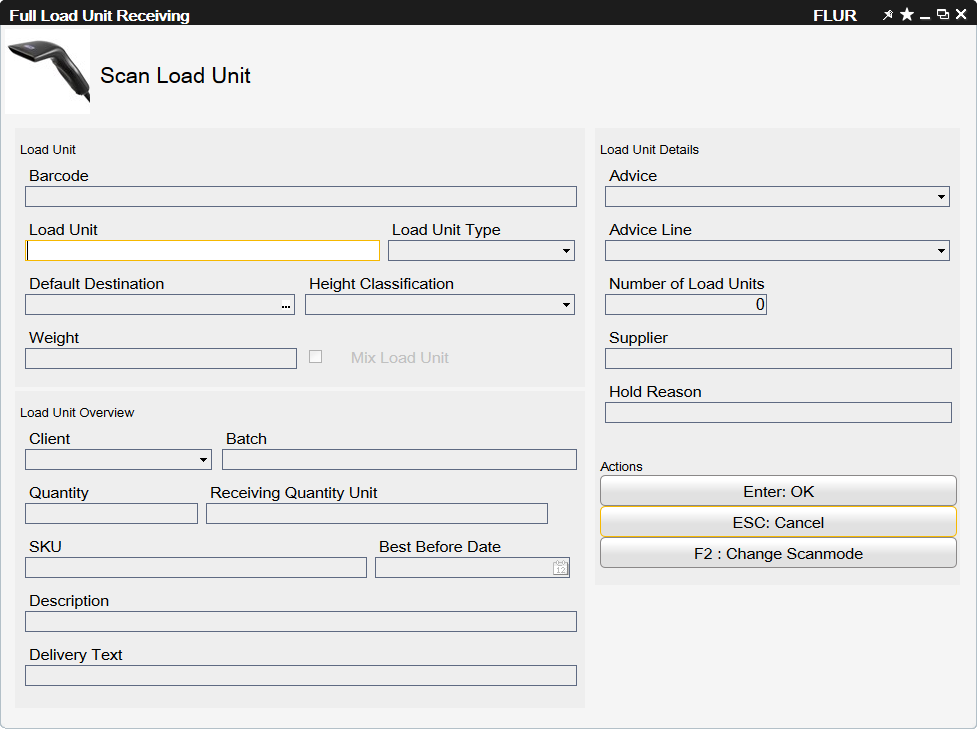 Full Load Unit Receiving FLUR
Scan Load Unit
Load Unit
Barcode
Load Unit Load Unit Type
Default Destination Height Classification
...
Weight
Mix Load Unit
Load Unit Overview
Client Batch
Quantity Receiving Quantity Unit
SKU Best Before Date
12
Description
Delivery Text
Load Unit Details
Advice
Advice Line
Number of Load Units
0
Supplier
Hold Reason
Actions
Enter: OK
ESC: Cancel
F2 : Change Scanmode